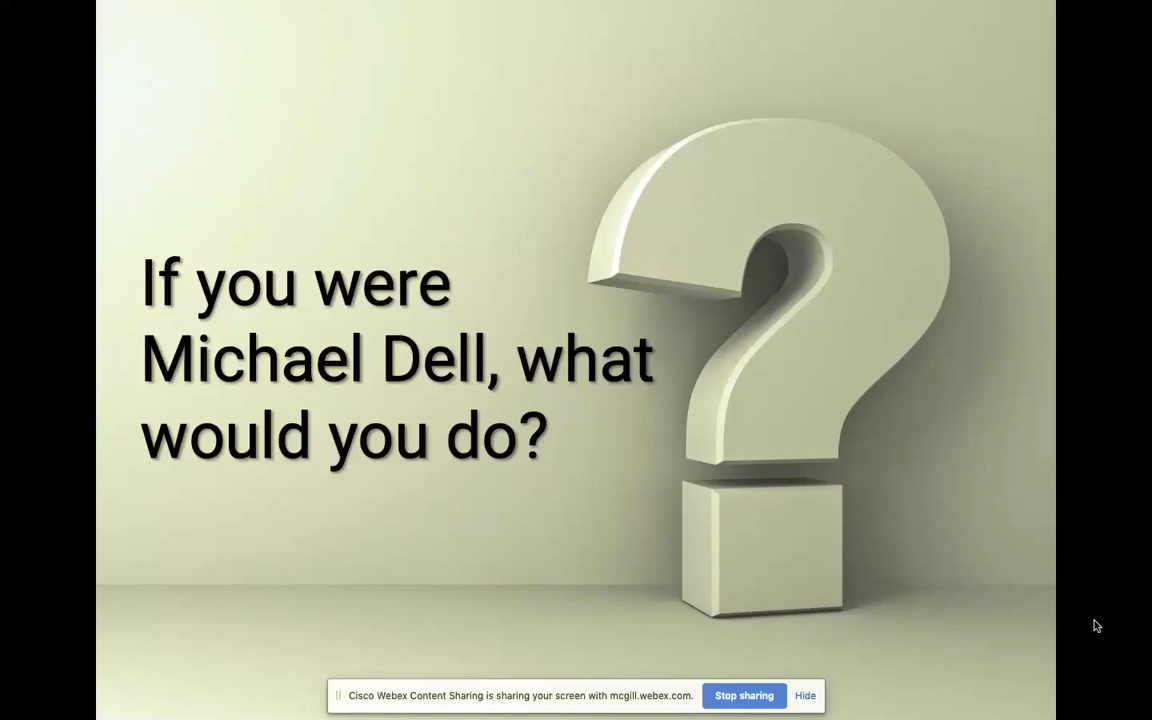 If you were
Michael Dell, what
would you do?
Cisco Webex Content Sharing is sharing your screen with mcgill.webex.com.
Stop sharing
Hide